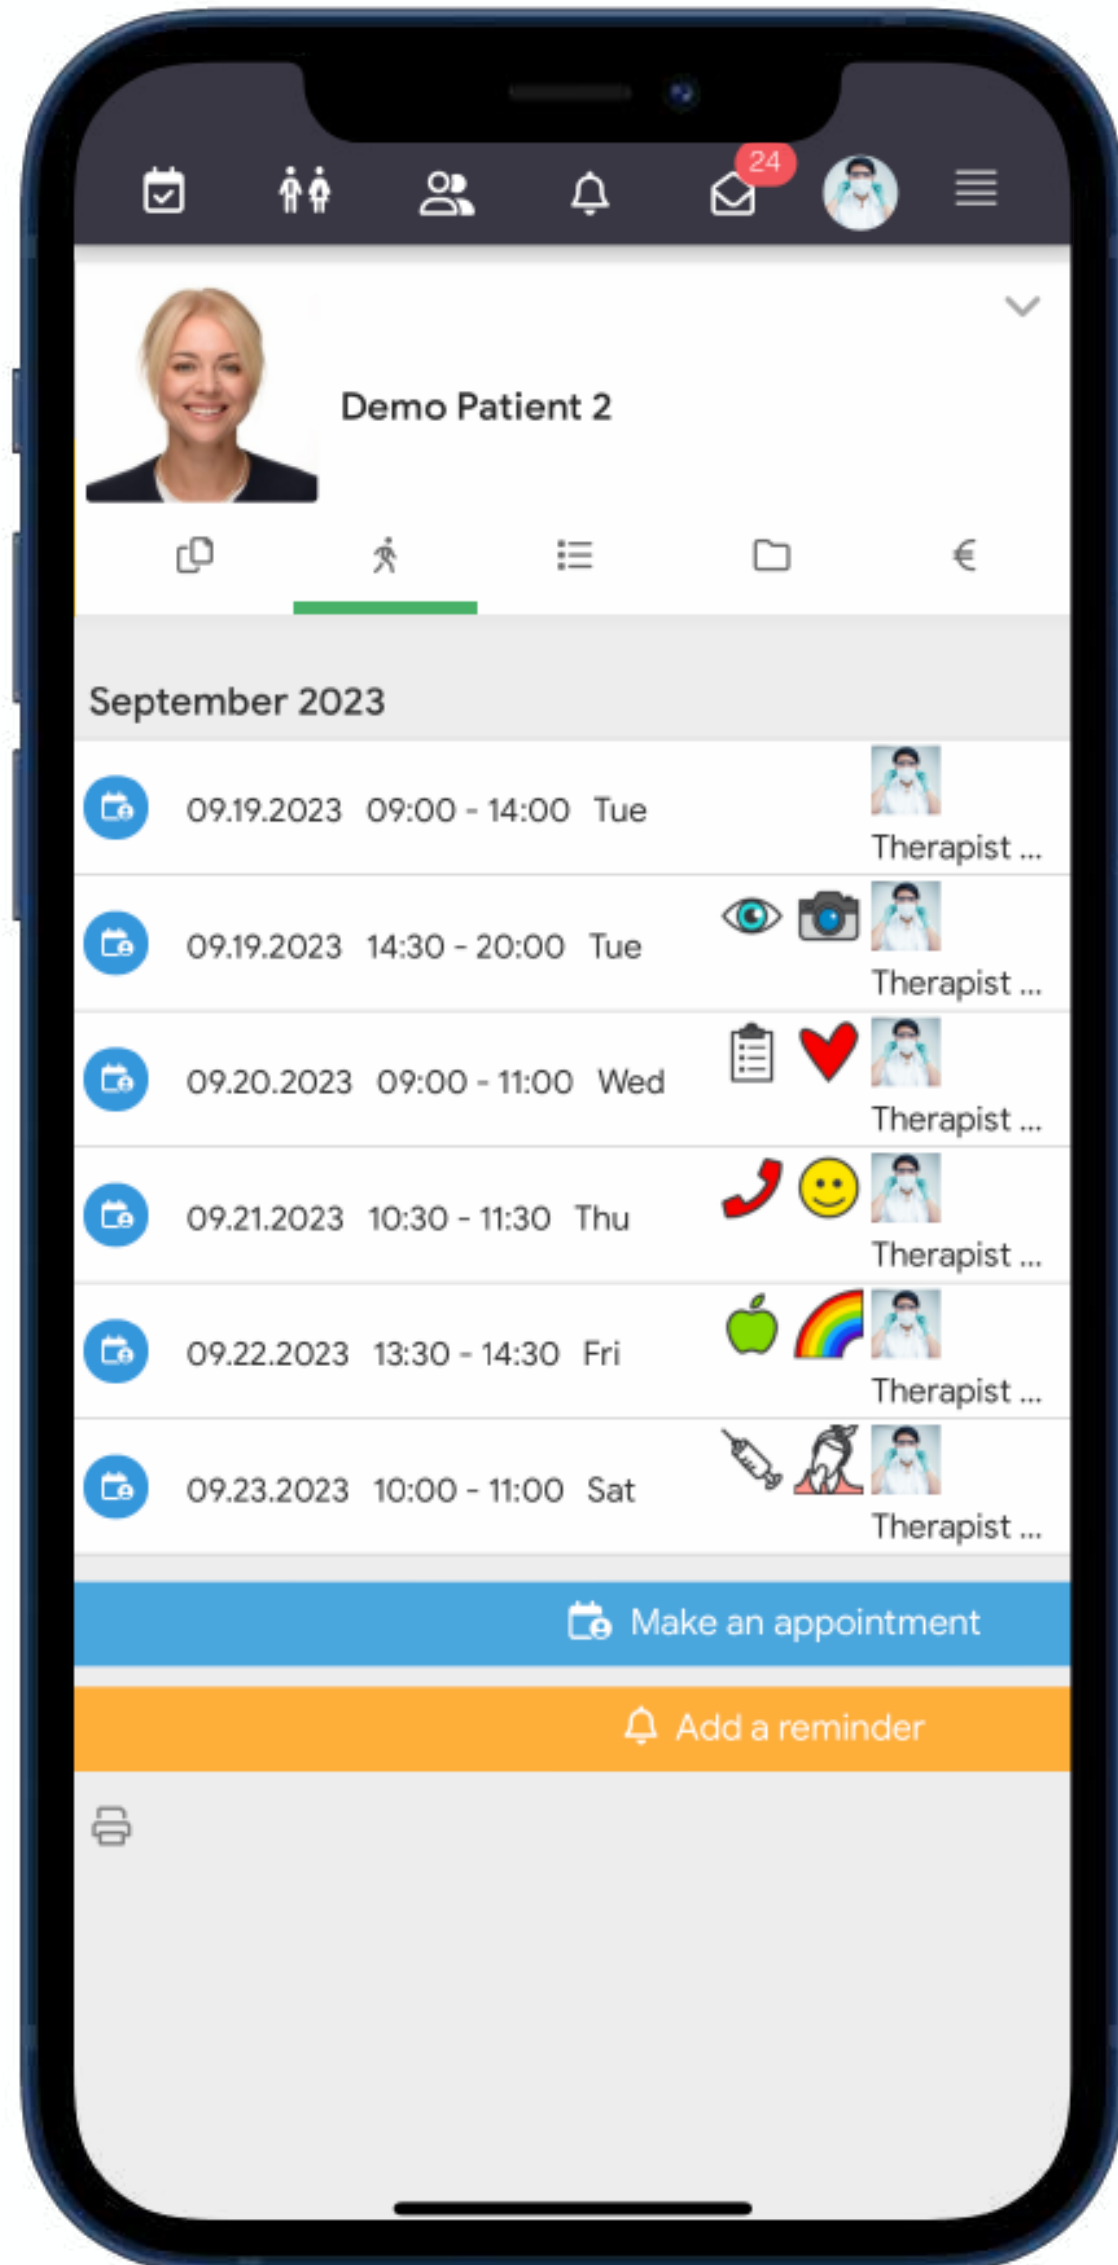 24
Demo Patient 2
€
September 2023
09.19.2023 09:00 - 14:00 Tue
Therapist ...
09.19.2023 14:30 - 20:00 Tue
Therapist ...
09.20.2023 09:00 - 11:00 Wed
Therapist ...
09.21.2023 10:30 - 11:30 Thu
Therapist ...
09.22.2023 13:30 - 14:30 Fri
Therapist ...
09.23.2023 10:00 - 11:00 Sat
Therapist ...
Make an appointment
Add a reminder